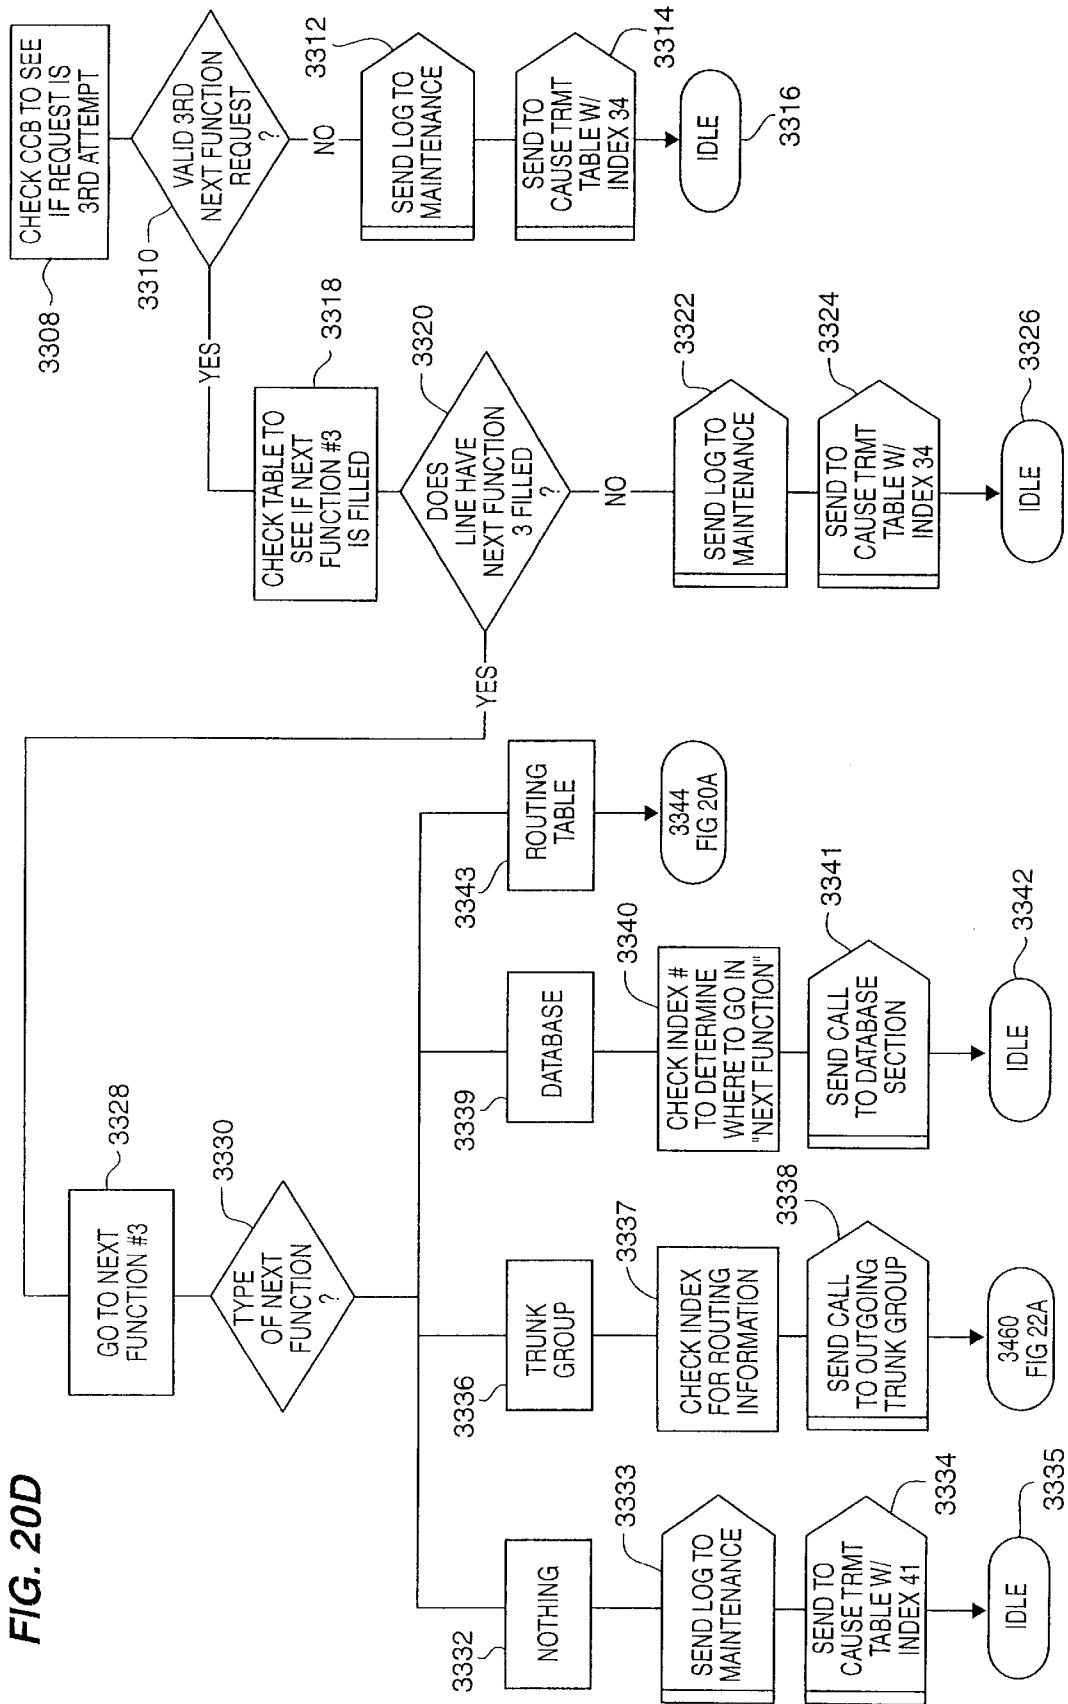 FIG. 20D
3308
CHECK CCB TO SEE
IF REQUEST IS
3RD ATTEMPT
3310
VALID 3RD
NEXT FUNCTION
REQUEST
?
YES
NO
3312
SEND LOG TO
MAINTENANCE
3314
SEND TO
CAUSE TRMT
TABLE W/
INDEX 34
IDLE
3316
3318
CHECK TABLE TO
SEE IF NEXT
FUNCTION #3
IS FILLED
3320
DOES
LINE HAVE
NEXT FUNCTION
3 FILLED
?
YES
NO
3322
SEND LOG TO
MAINTENANCE
3324
SEND TO
CAUSE TRMT
TABLE W/
INDEX 34
3326
IDLE
3328
GO TO NEXT
FUNCTION #3
3330
TYPE
OF NEXT
FUNCTION
?
3332
NOTHING
3333
SEND LOG TO
MAINTENANCE
3334
SEND TO
CAUSE TRMT
TABLE W/
INDEX 41
3335
IDLE
3336
TRUNK
GROUP
3337
CHECK INDEX
FOR ROUTING
INFORMATION
3338
SEND CALL
TO OUTGOING
TRUNK GROUP
3460
FIG 22A
3339
DATABASE
3340
CHECK INDEX #
TO DETERMINE
WHERE TO GO IN
"NEXT FUNCTION"
3341
SEND CALL
TO DATABASE
SECTION
3342
IDLE
3343
ROUTING
TABLE
3344
FIG 20A